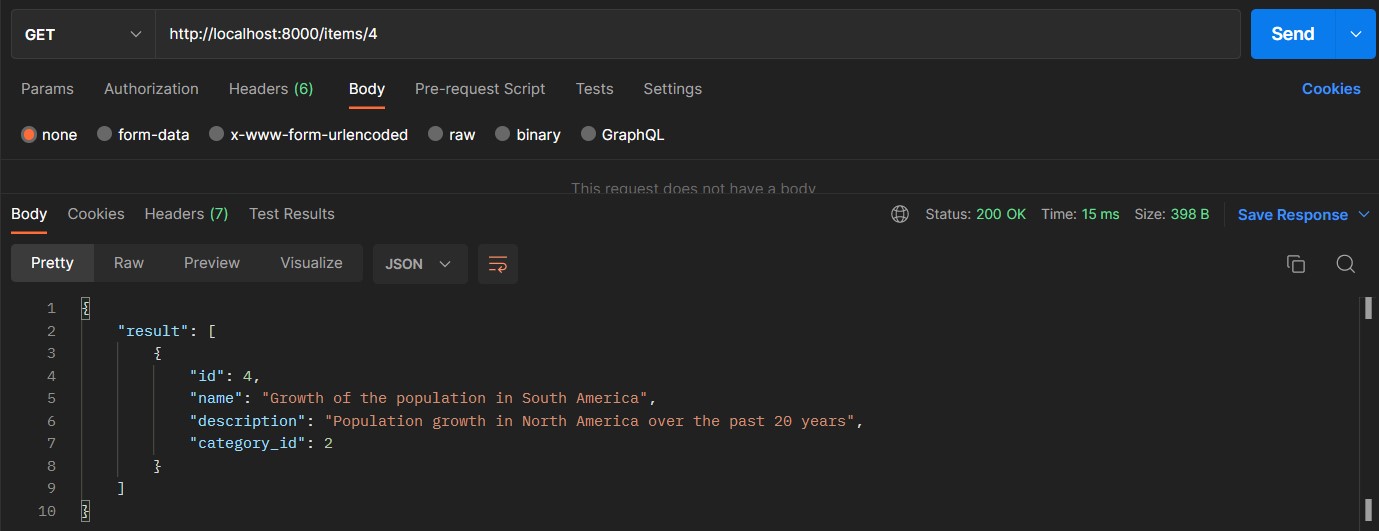 GET http://localhost:8000/items/4 Send
Params Authorization Headers (6) Body Pre-request Script Tests Settings Cookies
none form-data x-www-form-urlencoded raw binary GraphQL
This request does not have a body
Body Cookies Headers (7) Test Results Status: 200 OK Time: 15 ms Size: 398 B Save Response
Pretty Raw Preview Visualize JSON
1 {
2 "result": [
3 {
4 "id": 4,
5 "name": "Growth of the population in South America",
6 "description": "Population growth in North America over the past 20 years",
7 "category_id": 2
8 }
9 ]
10 }